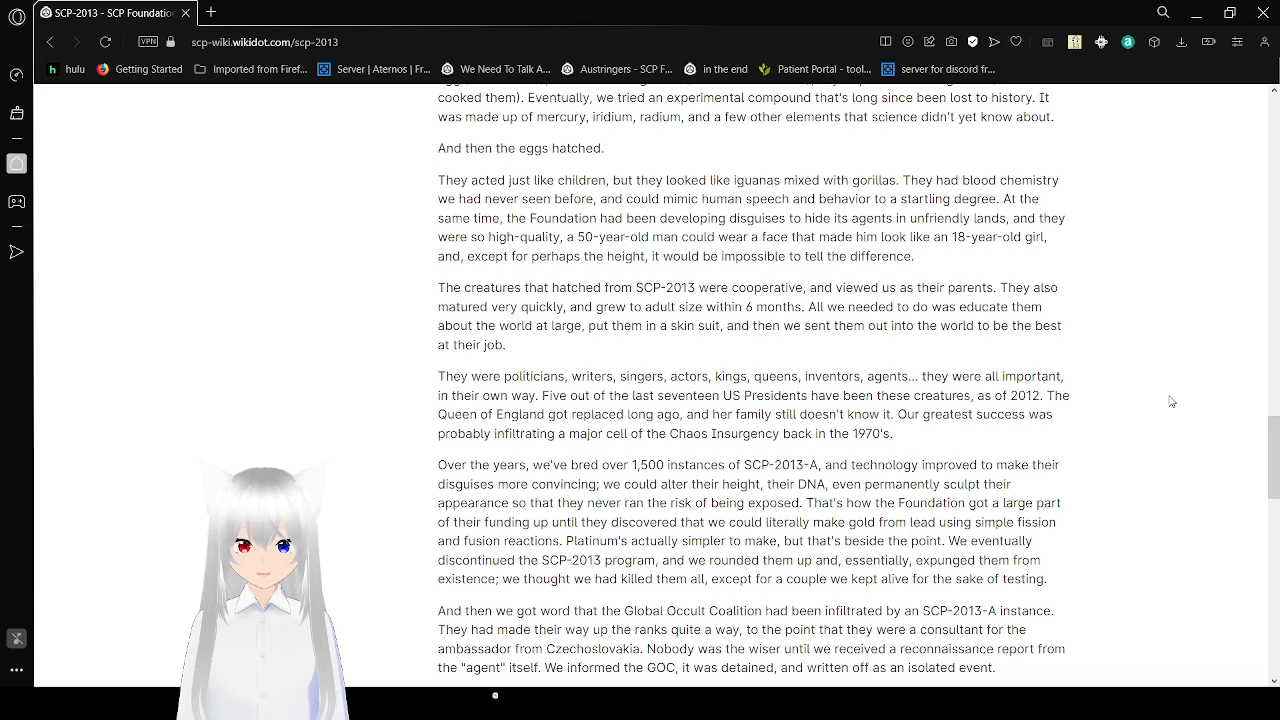 SCP-2013 - SCP Foundation
scp-wiki.wikidot.com/scp-2013
VPN
hulu
Getting Started
Imported from Firef...
Server | Aternos | Fr...
We Need To Talk A...
Austringers - SCP F...
in the end
Patient Portal - tool...
server for discord fr...
cooked them). Eventually, we tried an experimental compound that's long since been lost to history. It
was made up of mercury, iridium, radium, and a few other elements that science didn't yet know about.
And then the eggs hatched.
They acted just like children, but they looked like iguanas mixed with gorillas. They had blood chemistry
we had never seen before, and could mimic human speech and behavior to a startling degree. At the
same time, the Foundation had been developing disguises to hide its agents in unfriendly lands, and they
were so high-quality, a 50-year-old man could wear a face that made him look like an 18-year-old girl,
and, except for perhaps the height, it would be impossible to tell the difference.
The creatures that hatched from SCP-2013 were cooperative, and viewed us as their parents. They also
matured very quickly, and grew to adult size within 6 months. All we needed to do was educate them
about the world at large, put them in a skin suit, and then we sent them out into the world to be the best
at their job.
They were politicians, writers, singers, actors, kings, queens, inventors, agents... they were all important,
in their own way. Five out of the last seventeen US Presidents have been these creatures, as of 2012. The
Queen of England got replaced long ago, and her family still doesn't know it. Our greatest success was
probably infiltrating a major cell of the Chaos Insurgency back in the 1970's.
Over the years, we've bred over 1,500 instances of SCP-2013-A, and technology improved to make their
disguises more convincing; we could alter their height, their DNA, even permanently sculpt their
appearance so that they never ran the risk of being exposed. That's how the Foundation got a large part
of their funding up until they discovered that we could literally make gold from lead using simple fission
and fusion reactions. Platinum's actually simpler to make, but that's beside the point. We eventually
discontinued the SCP-2013 program, and we rounded them up and, essentially, expunged them from
existence; we thought we had killed them all, except for a couple we kept alive for the sake of testing.
And then we got word that the Global Occult Coalition had been infiltrated by an SCP-2013-A instance.
They had made their way up the ranks quite a way, to the point that they were a consultant for the
ambassador from Czechoslovakia. Nobody was the wiser until we received a reconnaissance report from
the "agent" itself. We informed the GOC, it was detained, and written off as an isolated event.